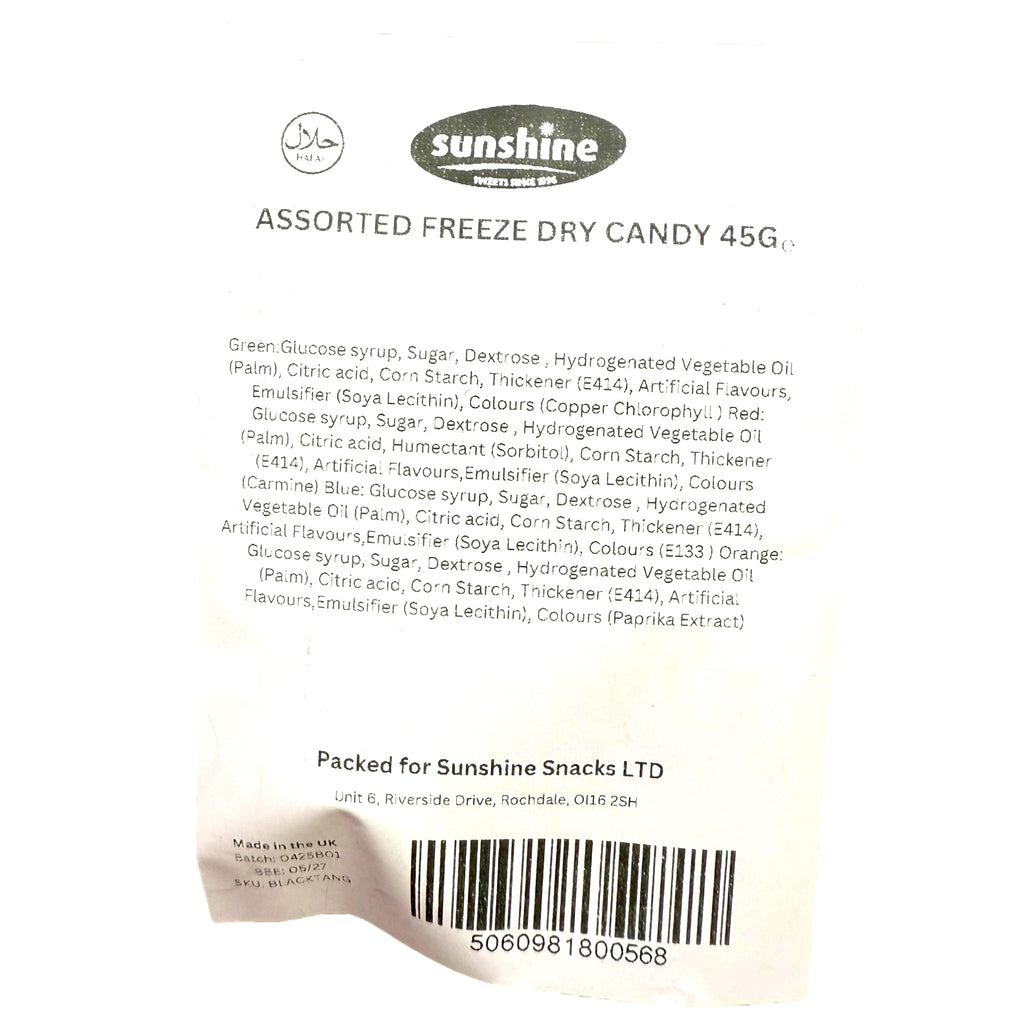 حلال
HALAL
sunshine
SWEETS SINCE 1996
ASSORTED FREEZE DRY CANDY 45G e
Green:Glucose syrup, Sugar, Dextrose , Hydrogenated Vegetable Oil
(Palm), Citric acid, Corn Starch, Thickener (E414), Artificial Flavours,
Emulsifier (Soya Lecithin), Colours (Copper Chlorophyll ) Red:
Glucose syrup, Sugar, Dextrose , Hydrogenated Vegetable Oil
(Palm), Citric acid, Humectant (Sorbitol), Corn Starch, Thickener
(E414), Artificial Flavours,Emulsifier (Soya Lecithin), Colours
(Carmine) Blue: Glucose syrup, Sugar, Dextrose , Hydrogenated
Vegetable Oil (Palm), Citric acid, Corn Starch, Thickener (E414),
Artificial Flavours,Emulsifier (Soya Lecithin), Colours (E133 ) Orange:
Glucose syrup, Sugar, Dextrose , Hydrogenated Vegetable Oil
(Palm), Citric acid, Corn Starch, Thickener (E414), Artificial
Flavours,Emulsifier (Soya Lecithin), Colours (Paprika Extract)
Packed for Sunshine Snacks LTD
Unit 6, Riverside Drive, Rochdale, Ol16 2SH
Made in the UK
Batch: 0425B01
BBE: 05/27
SKU: BLACKTANG
5060981800568